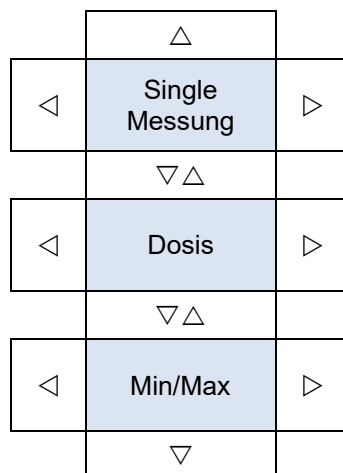 △
◁ Single ▷
Messung
▽△
◁ Dosis ▷
▽△
◁ Min/Max ▷
▽